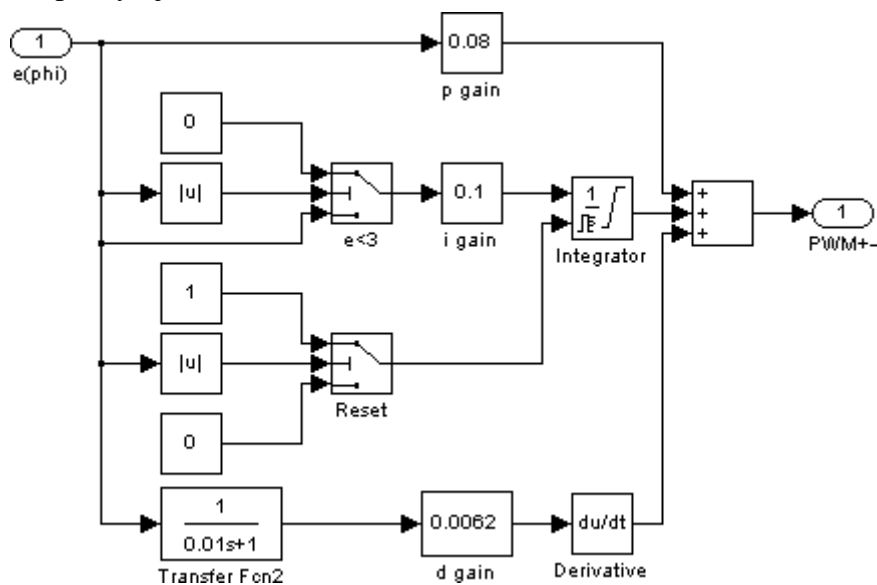 1
e(phi)
0.08
p gain
0
|u|
e<3
0.1
i gain
1
s
Integrator
+
+
+
1
PWM+-
1
|u|
0
Reset
1
0.01s+1
Transfer Fcn2
0.0062
d gain
du/dt
Derivative